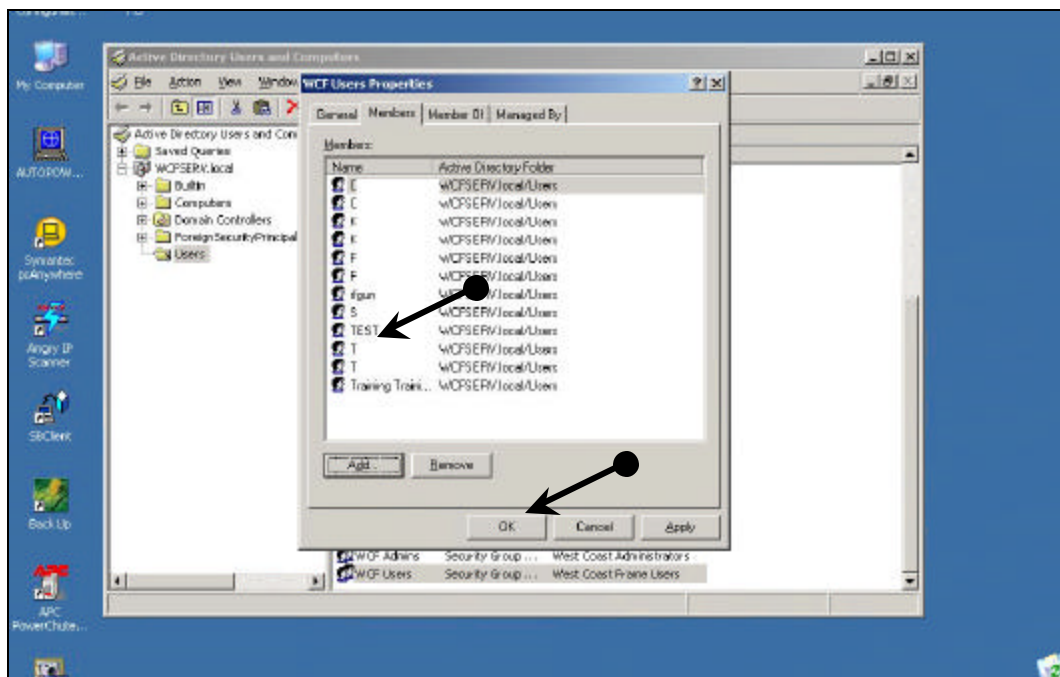 My Computer
AUTOPOW...
Symantec
pcAnywhere
Angry IP
Scanner
SBClient
Back Up
APC
PowerChute...
Active Directory Users and Computers
File Action View Window
Active Directory Users and Com
Saved Queries
WCFSERV.local
Builtin
Computers
Domain Controllers
ForeignSecurityPrincipal
Users
WCF Users Properties
General Members Member Of Managed By
Members:
Name Active Directory Folder
WCFSERV.local/Users
WCFSERV.local/Users
K WCFSERV.local/Users
K WCFSERV.local/Users
F WCFSERV.local/Users
F WCFSERV.local/Users
WCFSERV.local/Users
S WCFSERV.local/Users
TEST WCFSERV.local/Users
T WCFSERV.local/Users
T WCFSERV.local/Users
Training Traini... WCFSERV.local/Users
Add... Remove
OK Cancel Apply
WCF Admins Security Group ... West Coast Administrators
WCF Users Security Group ... West Coast Frame Users